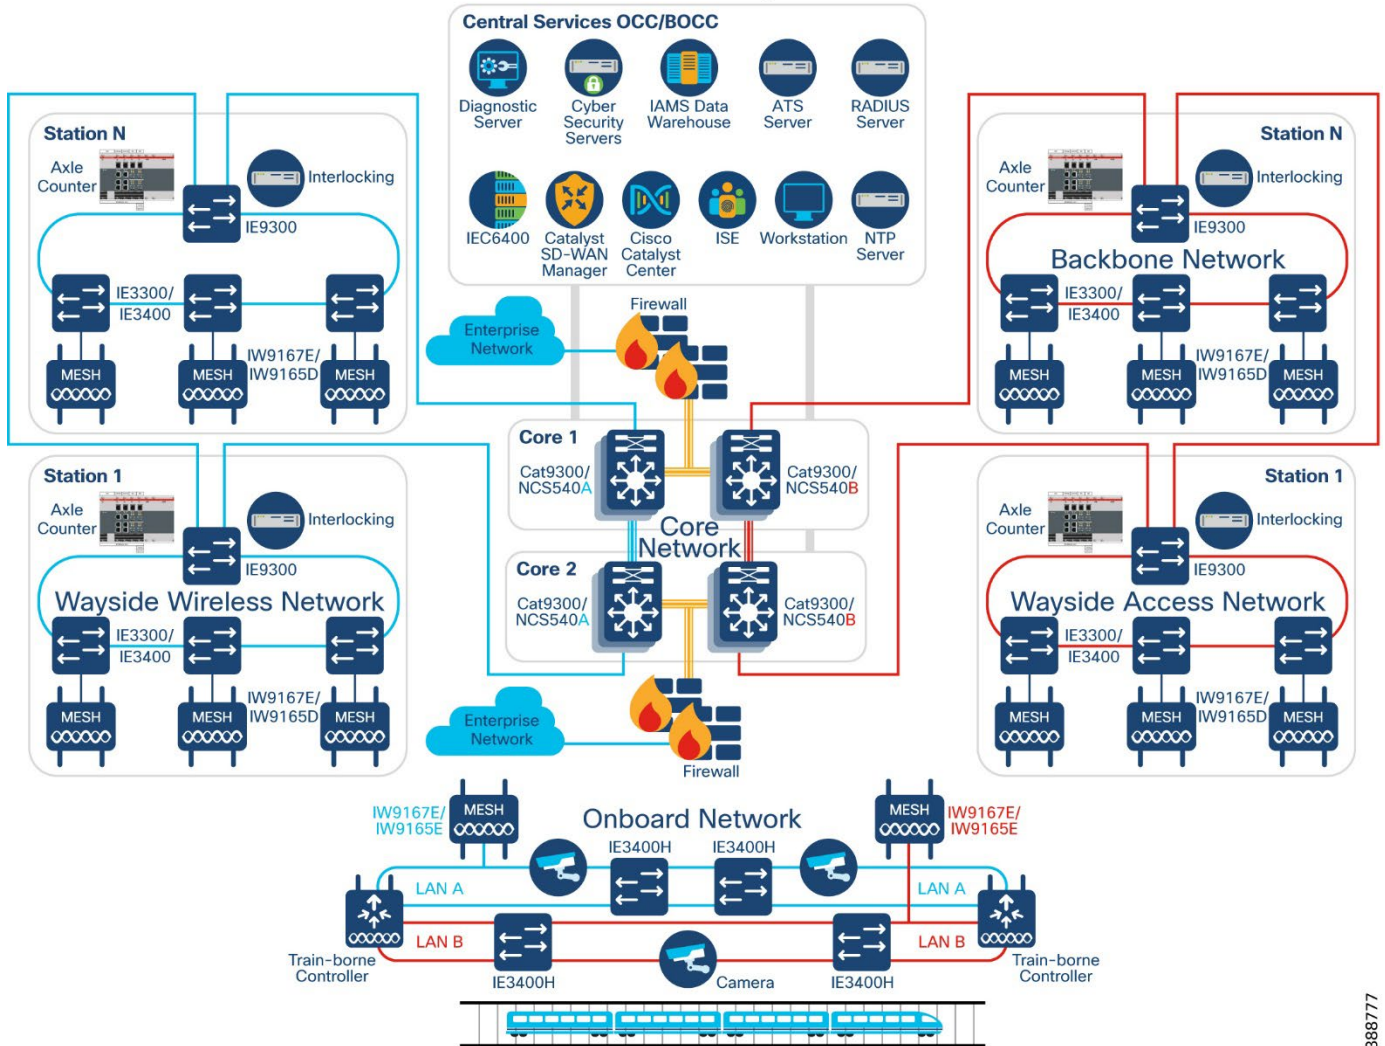 Central Services OCC/BOCC
Diagnostic
Server
Cyber
Security
Servers
IAMS Data
Warehouse
ATS
Server
RADIUS
Server
IEC6400
Catalyst
SD-WAN
Manager
Cisco
Catalyst
Center
ISE
Workstation
NTP
Server
Station N
Axle
Counter
Interlocking
IE9300
IE3300/
IE3400
IW9167E/
IW9165D
MESH
MESH
MESH
Station 1
Axle
Counter
Interlocking
IE9300
Wayside Wireless Network
IE3300/
IE3400
IW9167E/
IW9165D
MESH
MESH
MESH
Firewall
Enterprise
Network
Core 1
Cat9300/
NCS540A
Cat9300/
NCS540B
Core
Network
Core 2
Cat9300/
NCS540A
Cat9300/
NCS540B
Enterprise
Network
Firewall
Station N
Axle
Counter
Interlocking
IE9300
Backbone Network
IE3300/
IE3400
IW9167E/
IW9165D
MESH
MESH
MESH
Station 1
Axle
Counter
Interlocking
IE9300
Wayside Access Network
IE3300/
IE3400
IW9167E/
IW9165D
MESH
MESH
MESH
IW9167E/
IW9165E
MESH
Onboard Network
MESH
IW9167E/
IW9165E
IE3400H
IE3400H
LAN A
LAN A
LAN B
LAN B
Train-borne
Controller
IE3400H
Camera
IE3400H
Train-borne
Controller
388777